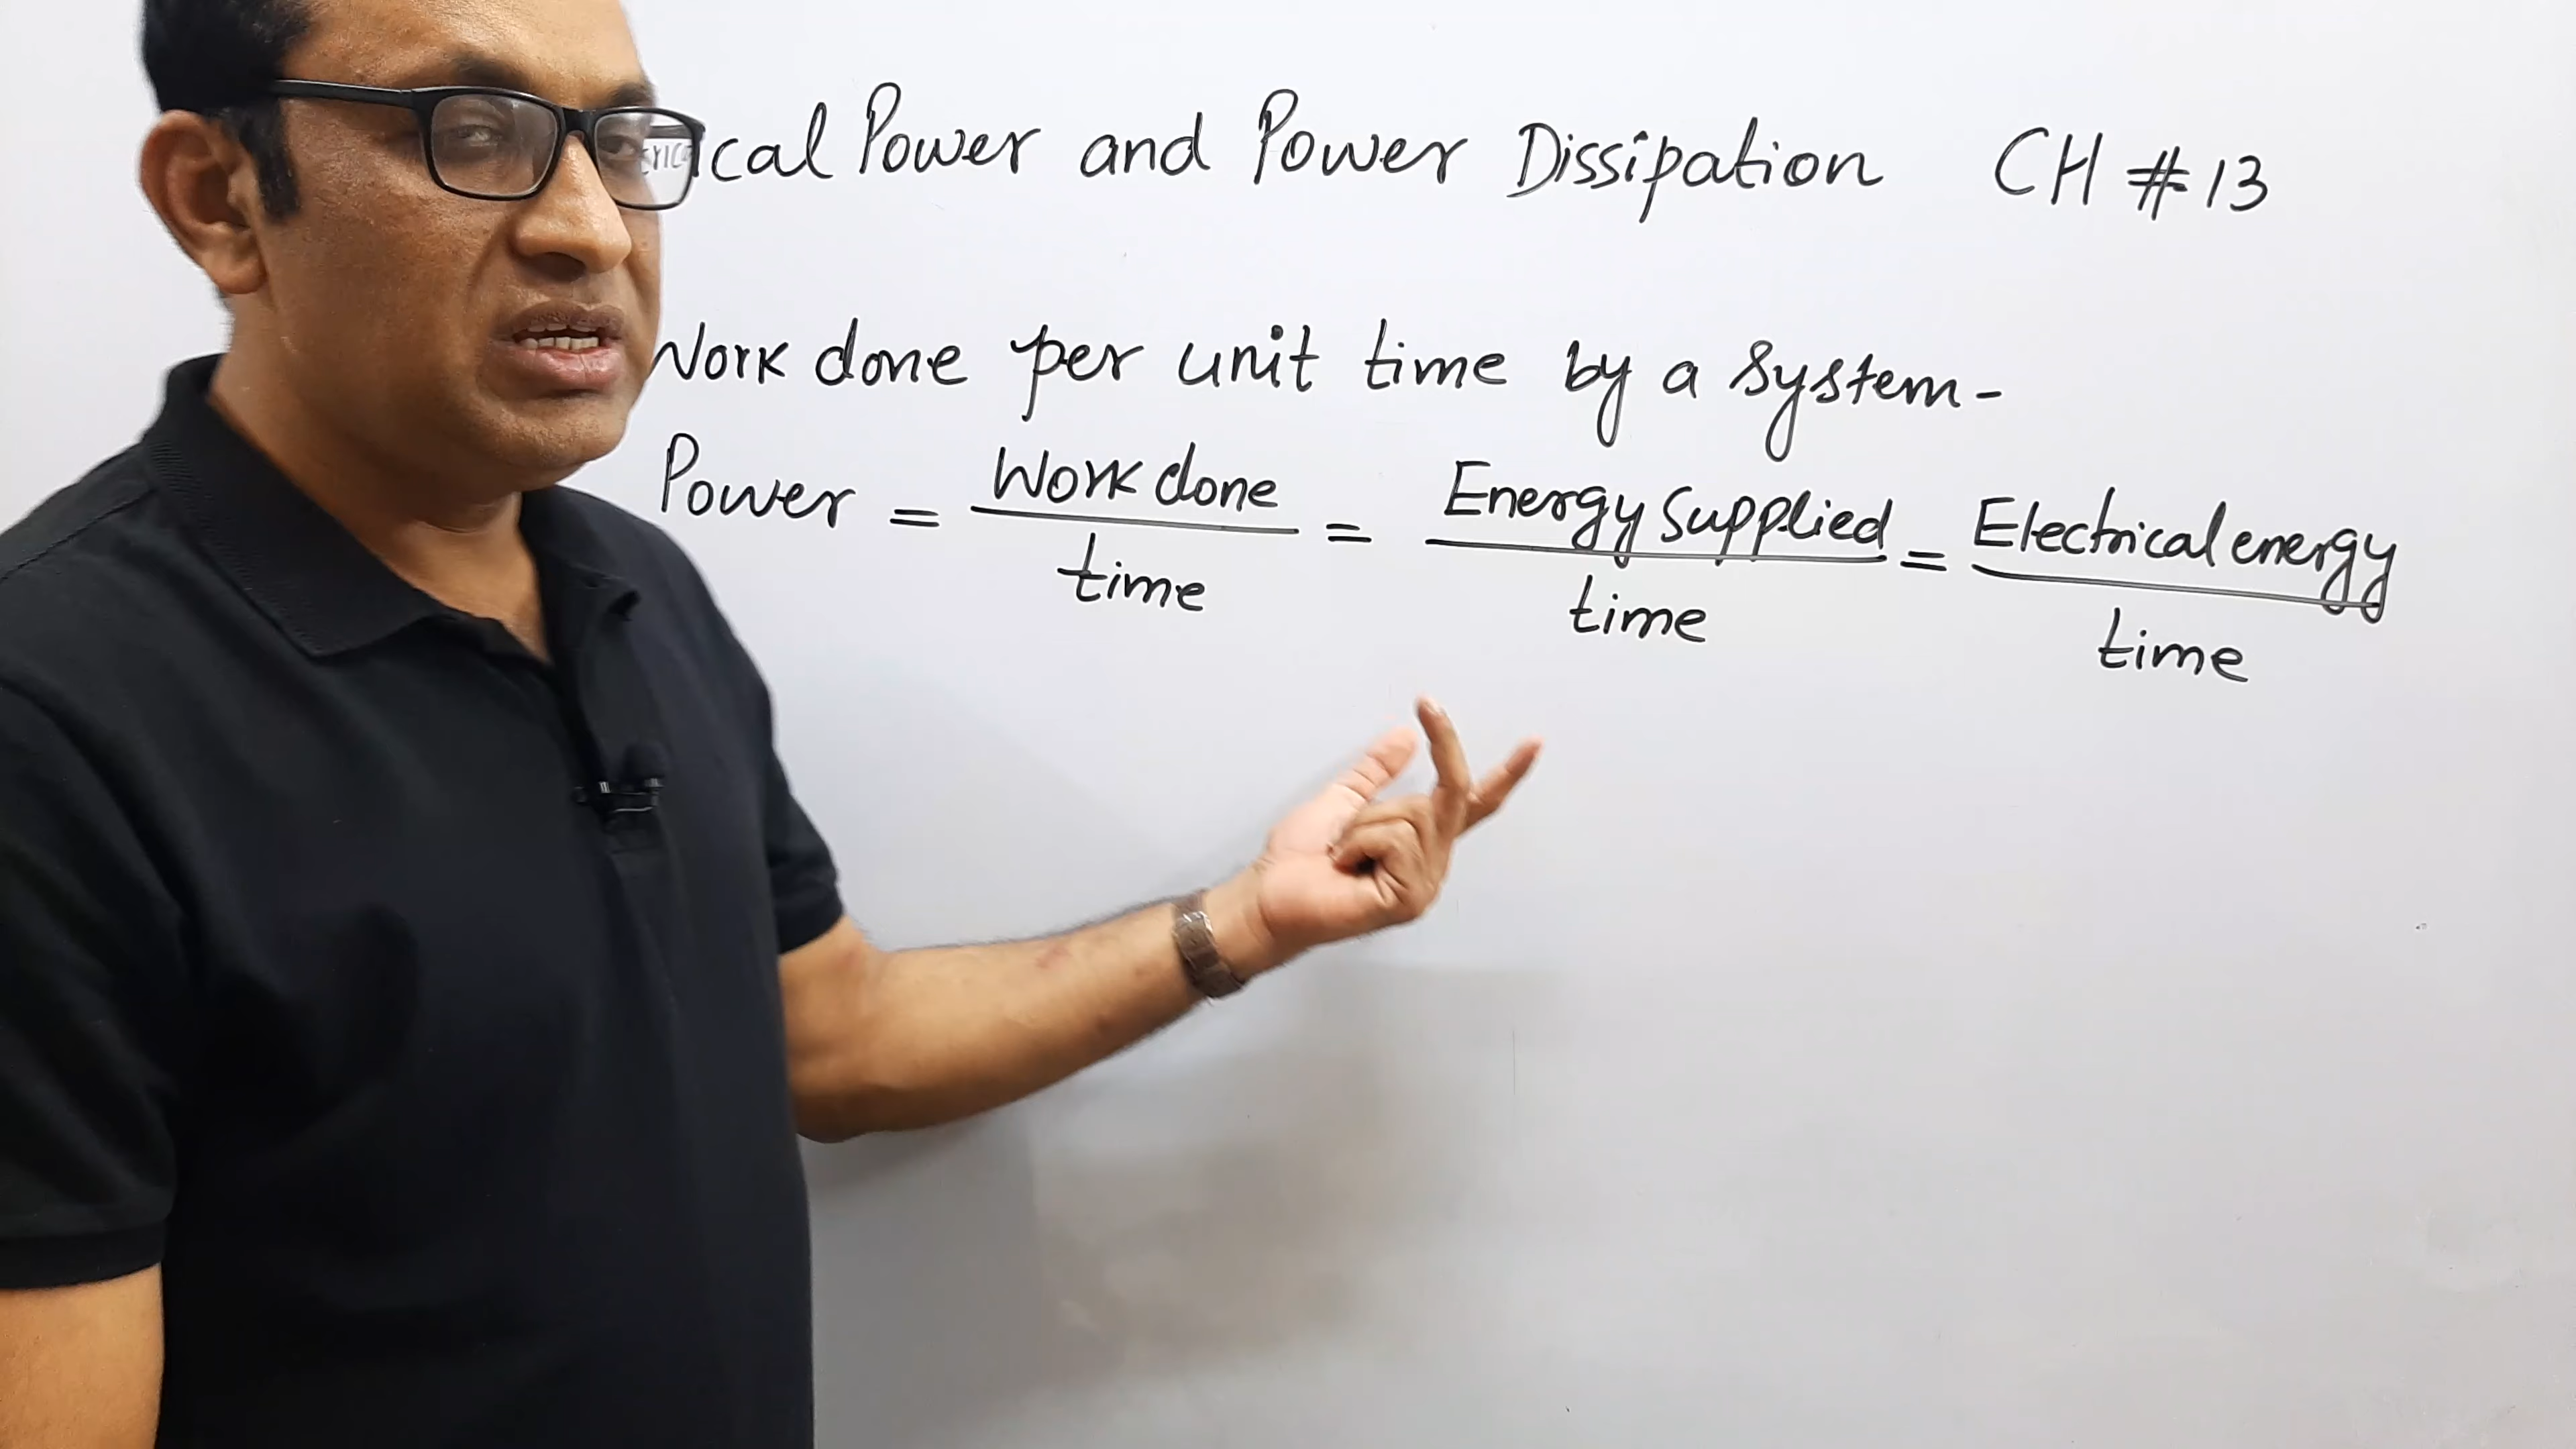 rical Power and Power Dissipation CH # 13
Work done per unit time by a system-
Power = Work done / time = Energy supplied / time = Electrical energy / time